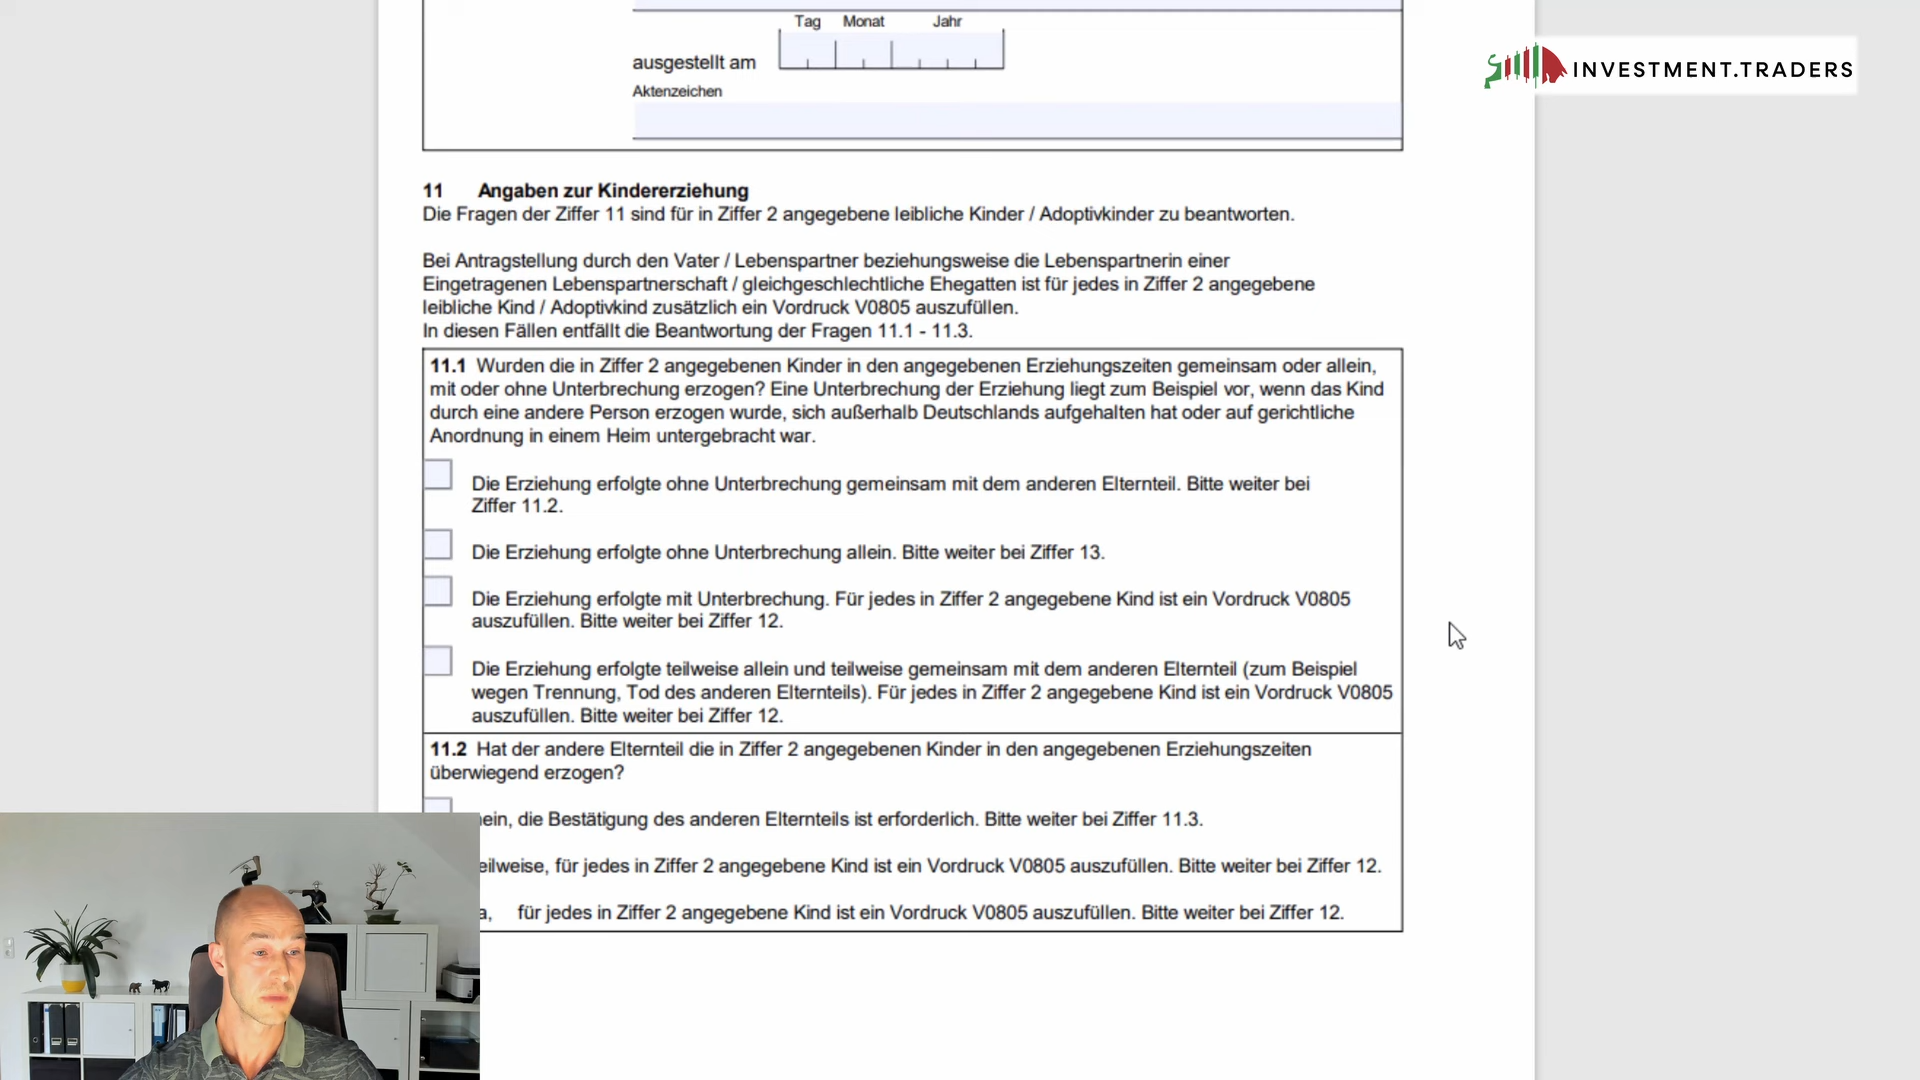 Tag Monat Jahr
ausgestellt am
Aktenzeichen
INVESTMENT.TRADERS
11 Angaben zur Kindererziehung
Die Fragen der Ziffer 11 sind für in Ziffer 2 angegebene leibliche Kinder / Adoptivkinder zu beantworten.
Bei Antragstellung durch den Vater / Lebenspartner beziehungsweise die Lebenspartnerin einer
Eingetragenen Lebenspartnerschaft / gleichgeschlechtliche Ehegatten ist für jedes in Ziffer 2 angegebene
leibliche Kind / Adoptivkind zusätzlich ein Vordruck V0805 auszufüllen.
In diesen Fällen entfällt die Beantwortung der Fragen 11.1 - 11.3.
11.1 Wurden die in Ziffer 2 angegebenen Kinder in den angegebenen Erziehungszeiten gemeinsam oder allein,
mit oder ohne Unterbrechung erzogen? Eine Unterbrechung der Erziehung liegt zum Beispiel vor, wenn das Kind
durch eine andere Person erzogen wurde, sich außerhalb Deutschlands aufgehalten hat oder auf gerichtliche
Anordnung in einem Heim untergebracht war.
Die Erziehung erfolgte ohne Unterbrechung gemeinsam mit dem anderen Elternteil. Bitte weiter bei
Ziffer 11.2.
Die Erziehung erfolgte ohne Unterbrechung allein. Bitte weiter bei Ziffer 13.
Die Erziehung erfolgte mit Unterbrechung. Für jedes in Ziffer 2 angegebene Kind ist ein Vordruck V0805
auszufüllen. Bitte weiter bei Ziffer 12.
Die Erziehung erfolgte teilweise allein und teilweise gemeinsam mit dem anderen Elternteil (zum Beispiel
wegen Trennung, Tod des anderen Elternteils). Für jedes in Ziffer 2 angegebene Kind ist ein Vordruck V0805
auszufüllen. Bitte weiter bei Ziffer 12.
11.2 Hat der andere Elternteil die in Ziffer 2 angegebenen Kinder in den angegebenen Erziehungszeiten
überwiegend erzogen?
nein, die Bestätigung des anderen Elternteils ist erforderlich. Bitte weiter bei Ziffer 11.3.
eilweise, für jedes in Ziffer 2 angegebene Kind ist ein Vordruck V0805 auszufüllen. Bitte weiter bei Ziffer 12.
a, für jedes in Ziffer 2 angegebene Kind ist ein Vordruck V0805 auszufüllen. Bitte weiter bei Ziffer 12.